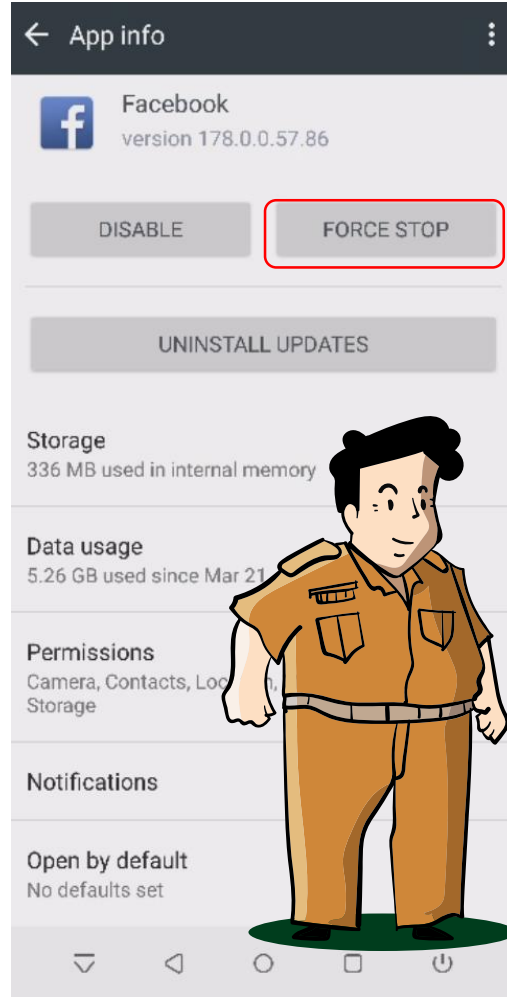 App info
Facebook
version 178.0.0.57.86
DISABLE
FORCE STOP
UNINSTALL UPDATES
Storage
336 MB used in internal memory
Data usage
5.26 GB used since Mar 21
Permissions
Camera, Contacts,
Storage
Notifications
Open by default
No defaults set